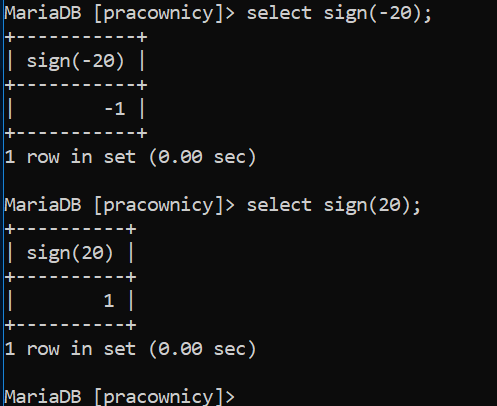 MariaDB [pracownicy]> select sign(-20);
+-----------+
| sign(-20) |
+-----------+
|        -1 |
+-----------+
1 row in set (0.00 sec)

MariaDB [pracownicy]> select sign(20);
+----------+
| sign(20) |
+----------+
|        1 |
+----------+
1 row in set (0.00 sec)

MariaDB [pracownicy]>